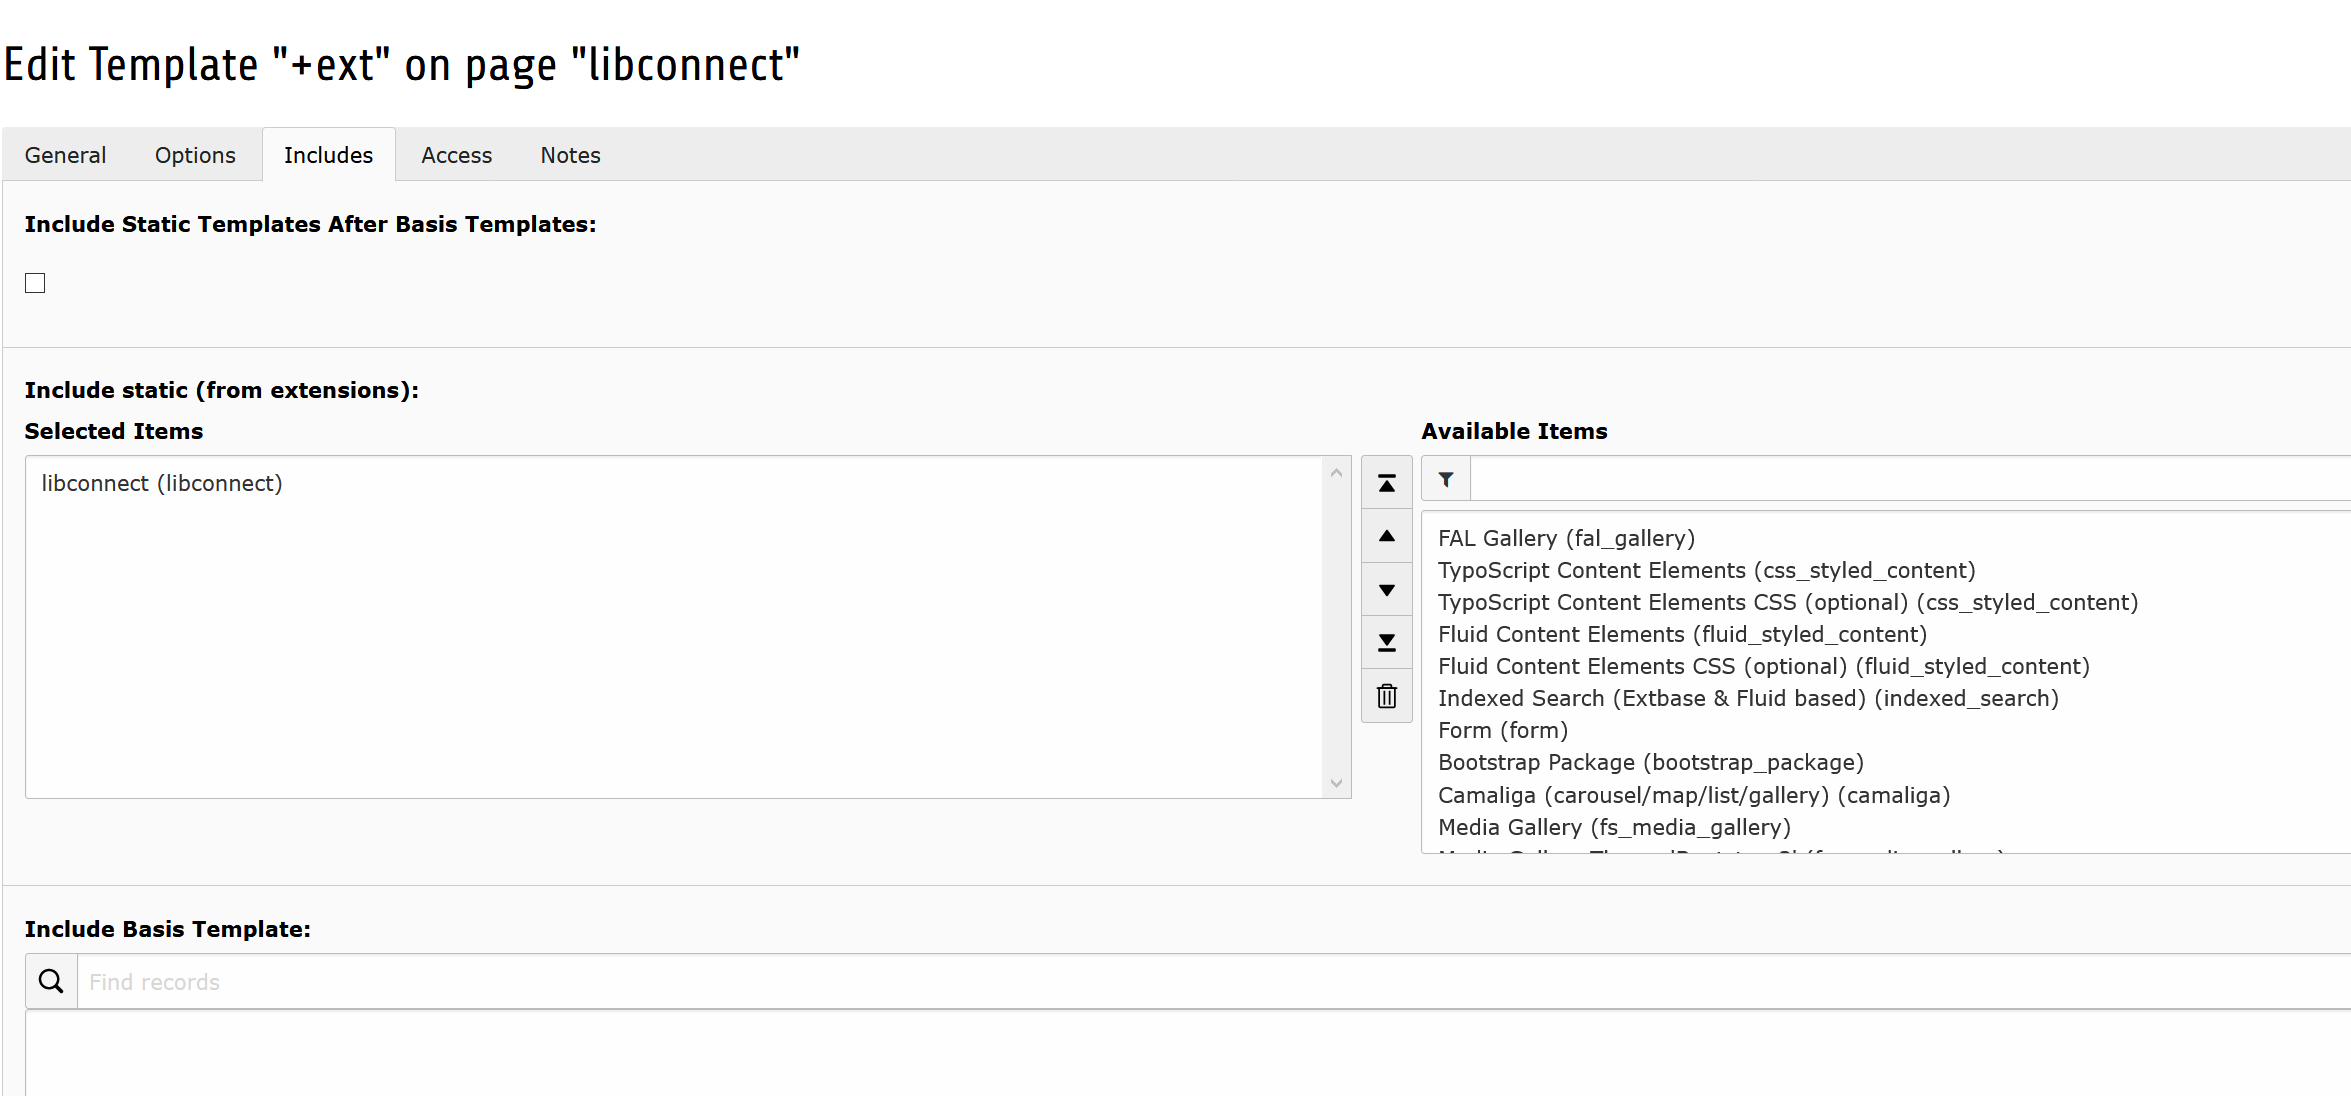 Edit Template "+ext" on page "libconnect"
General Options Includes Access Notes
Include Static Templates After Basis Templates:
Include static (from extensions):
Selected Items
libconnect (libconnect)
Available Items
FAL Gallery (fal_gallery)
TypoScript Content Elements (css_styled_content)
TypoScript Content Elements CSS (optional) (css_styled_content)
Fluid Content Elements (fluid_styled_content)
Fluid Content Elements CSS (optional) (fluid_styled_content)
Indexed Search (Extbase & Fluid based) (indexed_search)
Form (form)
Bootstrap Package (bootstrap_package)
Camaliga (carousel/map/list/gallery) (camaliga)
Media Gallery (fs_media_gallery)
Include Basis Template:
Find records